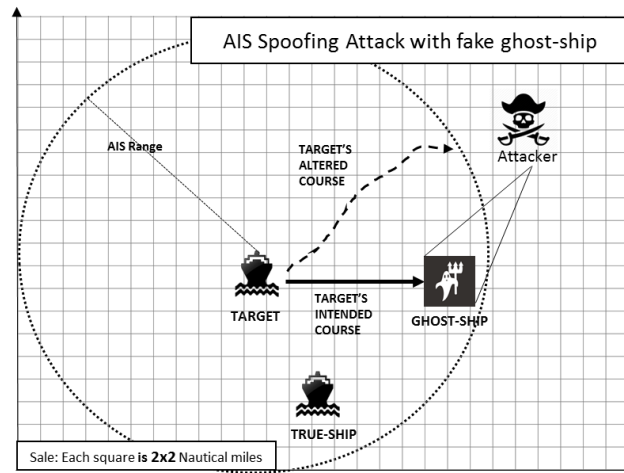 AIS Spoofing Attack with fake ghost-ship
AIS Range
TARGET'S
ALTERED
COURSE
Attacker
TARGET
TARGET'S
INTENDED
COURSE
GHOST-SHIP
TRUE-SHIP
Sale: Each square is 2x2 Nautical miles